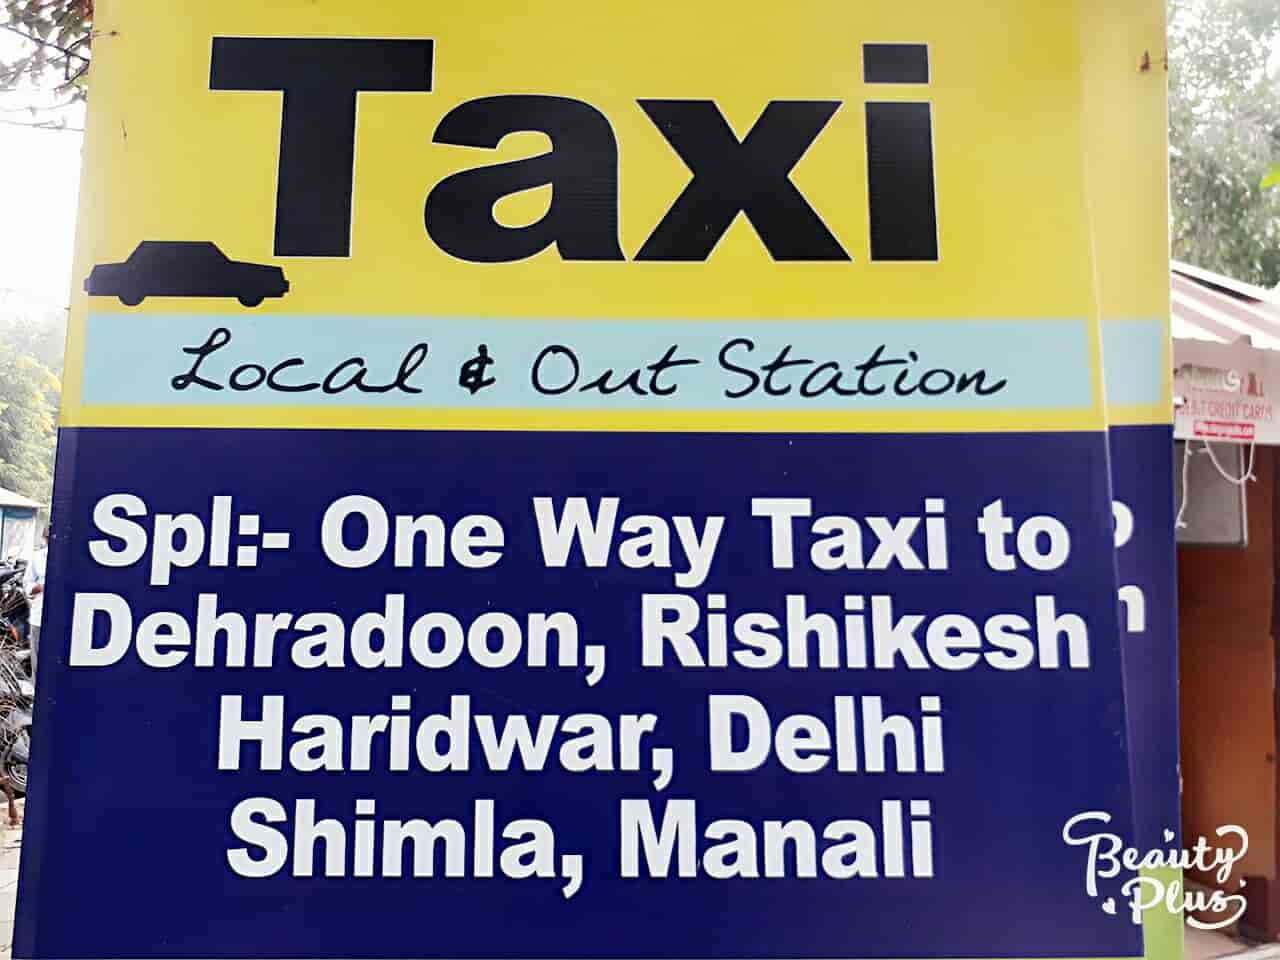 Taxi
Local & Out Station
Spl:- One Way Taxi to
Dehradoon, Rishikesh
Haridwar, Delhi
Shimla, Manali
Beauty
Plus